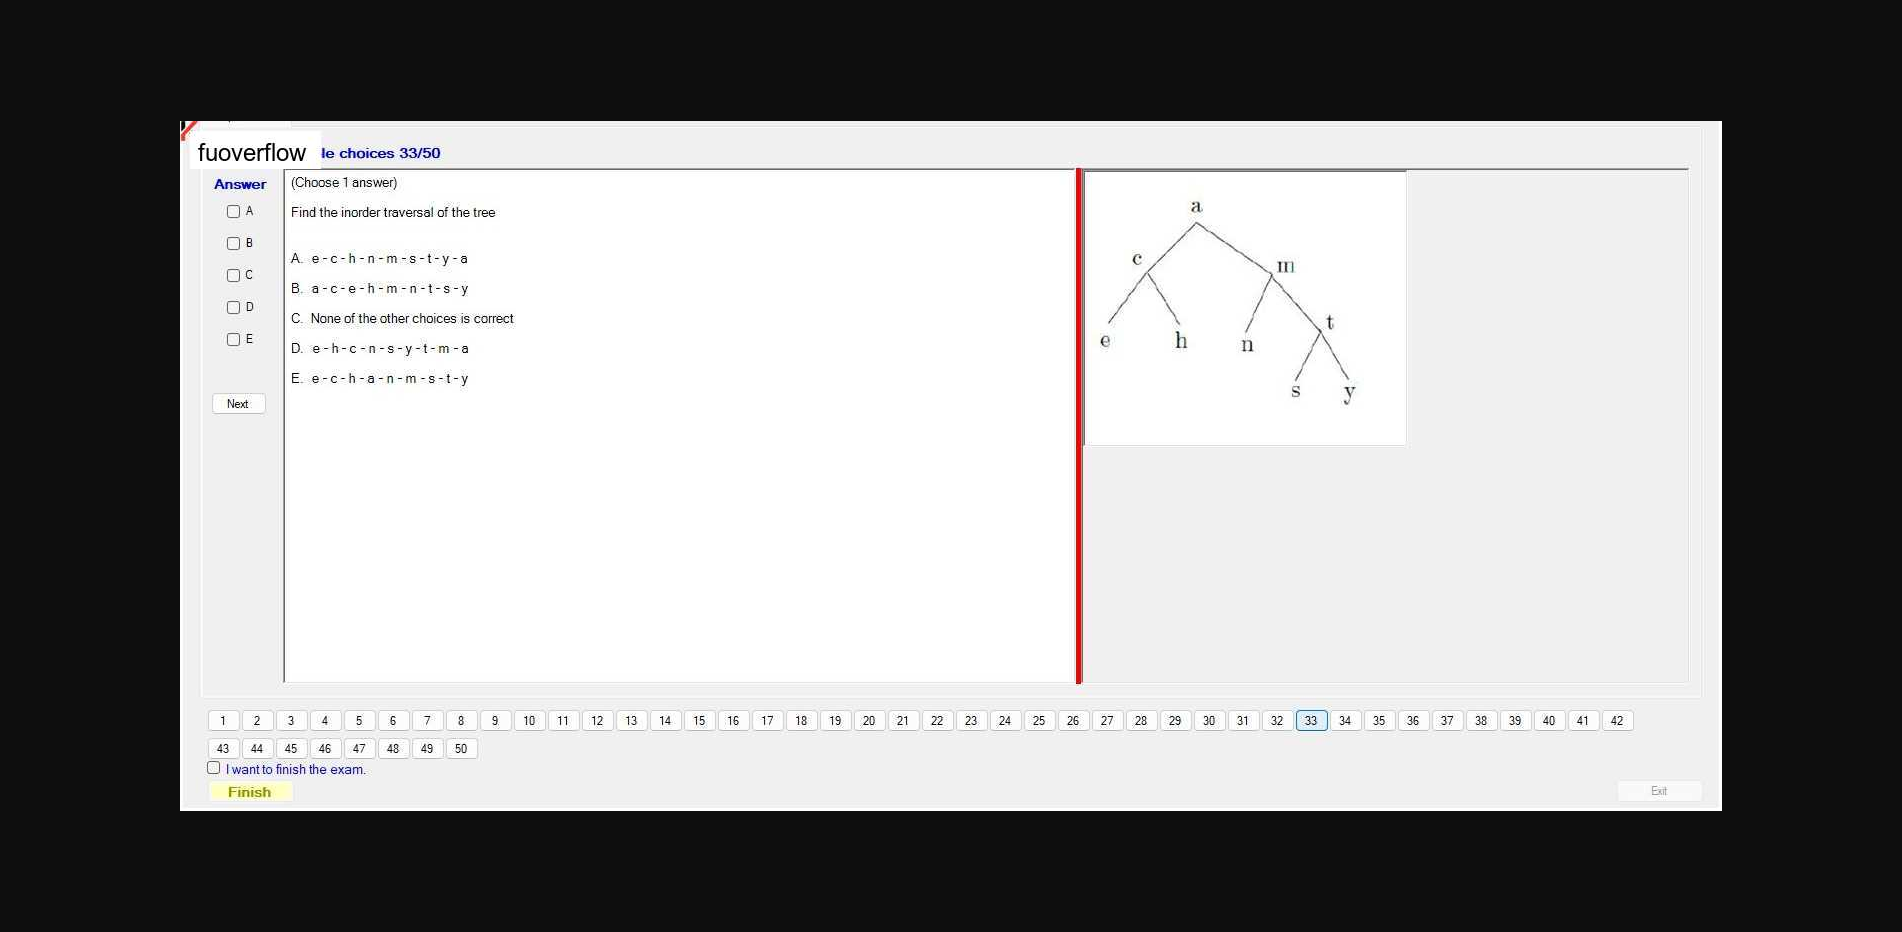 fuoverflow le choices 33/50
Answer
A
B
C
D
E
Next
(Choose 1 answer)
Find the inorder traversal of the tree
A. e - c - h - n - m - s - t - y - a
B. a - c - e - h - m - n - t - s - y
C. None of the other choices is correct
D. e - h - c - n - s - y - t - m - a
E. e - c - h - a - n - m - s - t - y
a
c m
t
e h n
s y
1 2 3 4 5 6 7 8 9 10 11 12 13 14 15 16 17 18 19 20 21 22 23 24 25 26 27 28 29 30 31 32 33 34 35 36 37 38 39 40 41 42
43 44 45 46 47 48 49 50
I want to finish the exam.
Finish Exit